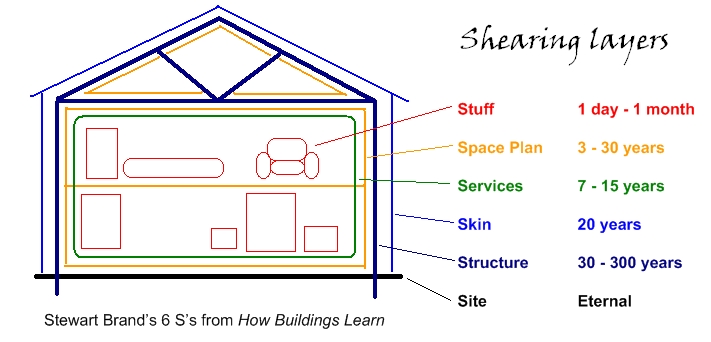 Shearing layers
Stuff 1 day - 1 month
Space Plan 3 - 30 years
Services 7 - 15 years
Skin 20 years
Structure 30 - 300 years
Site Eternal
Stewart Brand's 6 S's from How Buildings Learn